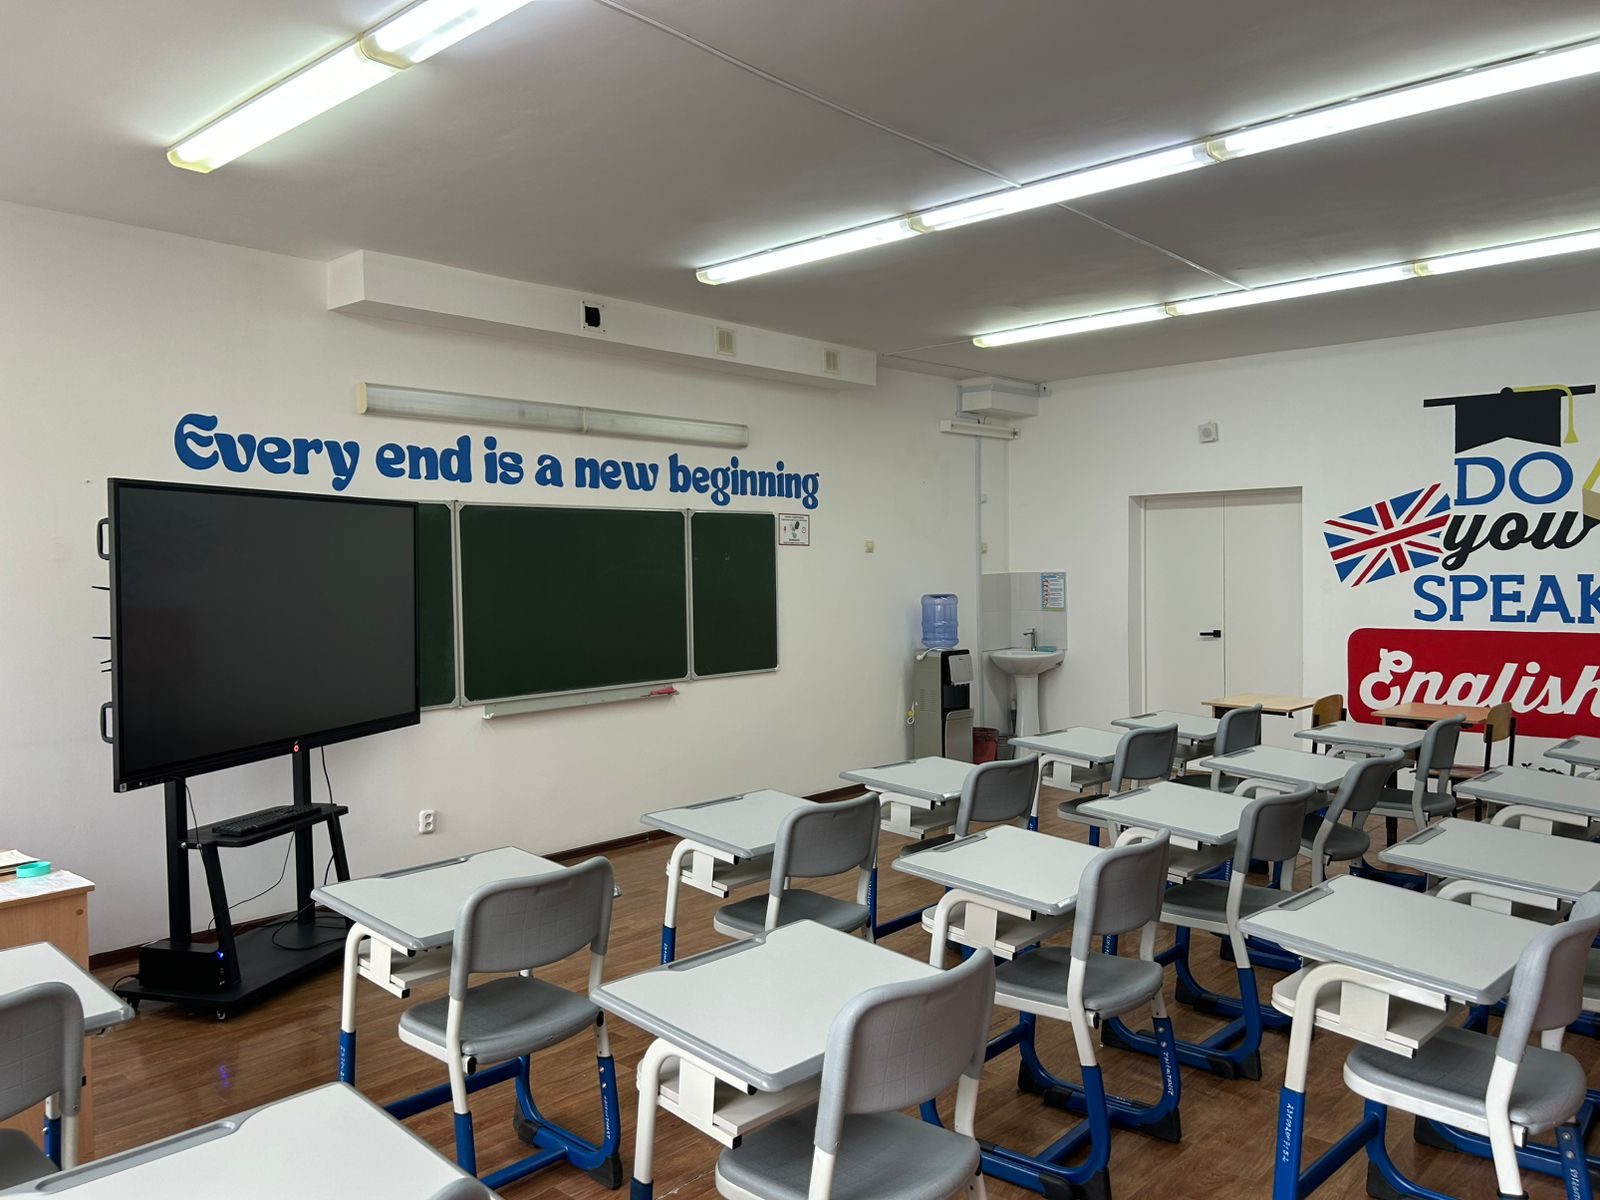 Every end is a new beginning
DO
you
SPEAK
English